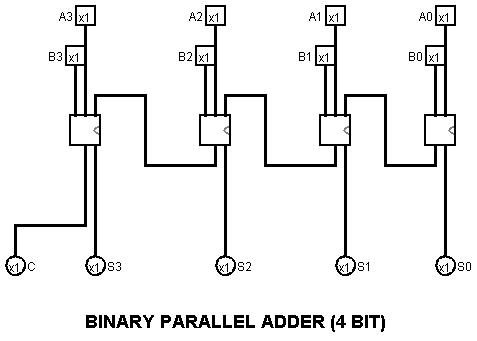 A3 x1 A2 x1 A1 x1 A0 x1
B3 x1 B2 x1 B1 x1 B0 x1
x1 C x1 S3 x1 S2 x1 S1 x1 S0
BINARY PARALLEL ADDER (4 BIT)